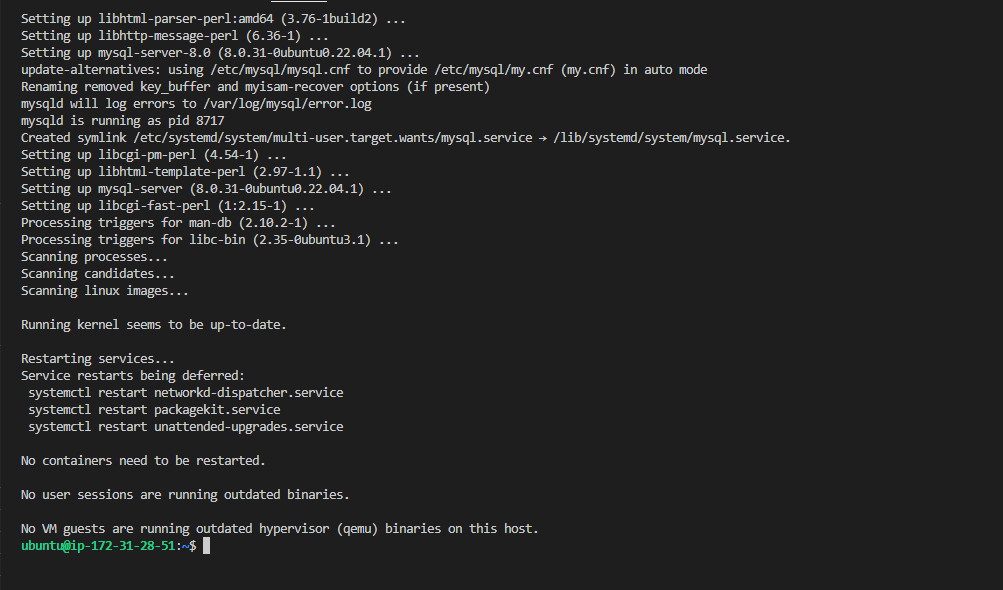 Setting up libhtml-parser-perl:amd64 (3.76-1build2) ...
Setting up libhttp-message-perl (6.36-1) ...
Setting up mysql-server-8.0 (8.0.31-0ubuntu0.22.04.1) ...
update-alternatives: using /etc/mysql/mysql.cnf to provide /etc/mysql/my.cnf (my.cnf) in auto mode
Renaming removed key_buffer and myisam-recover options (if present)
mysqld will log errors to /var/log/mysql/error.log
mysqld is running as pid 8717
Created symlink /etc/systemd/system/multi-user.target.wants/mysql.service → /lib/systemd/system/mysql.service.
Setting up libcgi-pm-perl (4.54-1) ...
Setting up libhtml-template-perl (2.97-1.1) ...
Setting up mysql-server (8.0.31-0ubuntu0.22.04.1) ...
Setting up libcgi-fast-perl (1:2.15-1) ...
Processing triggers for man-db (2.10.2-1) ...
Processing triggers for libc-bin (2.35-0ubuntu3.1) ...
Scanning processes...
Scanning candidates...
Scanning linux images...
Running kernel seems to be up-to-date.
Restarting services...
Service restarts being deferred:
systemctl restart networkd-dispatcher.service
systemctl restart packagekit.service
systemctl restart unattended-upgrades.service
No containers need to be restarted.
No user sessions are running outdated binaries.
No VM guests are running outdated hypervisor (qemu) binaries on this host.
ubuntu@ip-172-31-28-51:~$